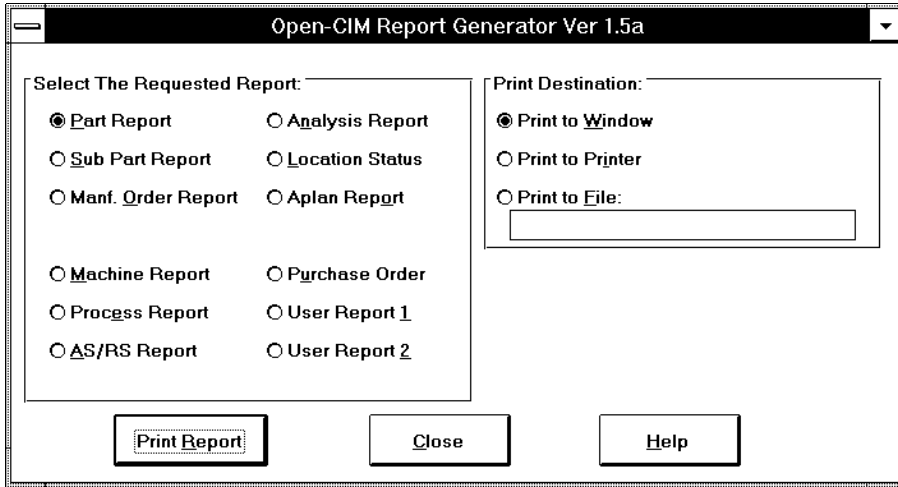 Open-CIM Report Generator Ver 1.5a
Select The Requested Report:
Part Report
Analysis Report
Sub Part Report
Location Status
Manf. Order Report
Aplan Report
Machine Report
Purchase Order
Process Report
User Report 1
AS/RS Report
User Report 2
Print Destination:
Print to Window
Print to Printer
Print to File:
Print Report
Close
Help